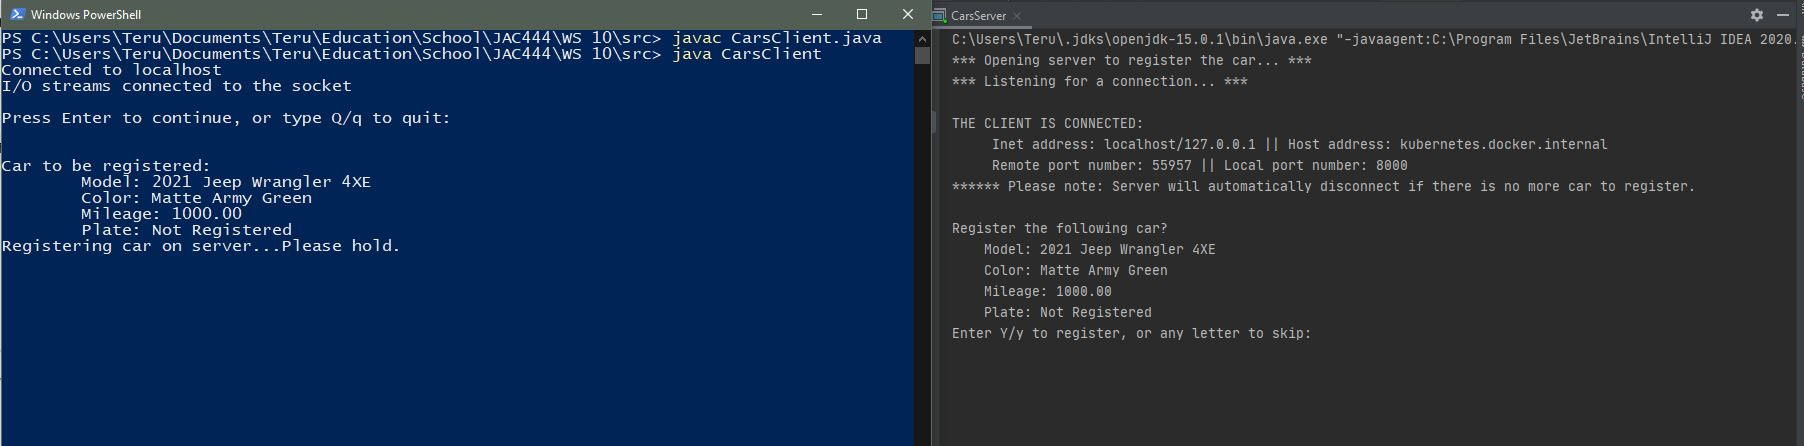 Windows PowerShell
PS C:\Users\Teru\Documents\Teru\Education\School\JAC444\WS 10\src> javac CarsClient.java
PS C:\Users\Teru\Documents\Teru\Education\School\JAC444\WS 10\src> java CarsClient
Connected to localhost
I/O streams connected to the socket
Press Enter to continue, or type Q/q to quit:
Car to be registered:
Model: 2021 Jeep Wrangler 4XE
Color: Matte Army Green
Mileage: 1000.00
Plate: Not Registered
Registering car on server...Please hold.
CarsServer
C:\Users\Teru\.jdks\openjdk-15.0.1\bin\java.exe "-javaagent:C:\Program Files\JetBrains\IntelliJ IDEA 2020.
*** Opening server to register the car... ***
*** Listening for a connection... ***
THE CLIENT IS CONNECTED:
Inet address: localhost/127.0.0.1 || Host address: kubernetes.docker.internal
Remote port number: 55957 || Local port number: 8000
****** Please note: Server will automatically disconnect if there is no more car to register.
Register the following car?
Model: 2021 Jeep Wrangler 4XE
Color: Matte Army Green
Mileage: 1000.00
Plate: Not Registered
Enter Y/y to register, or any letter to skip: